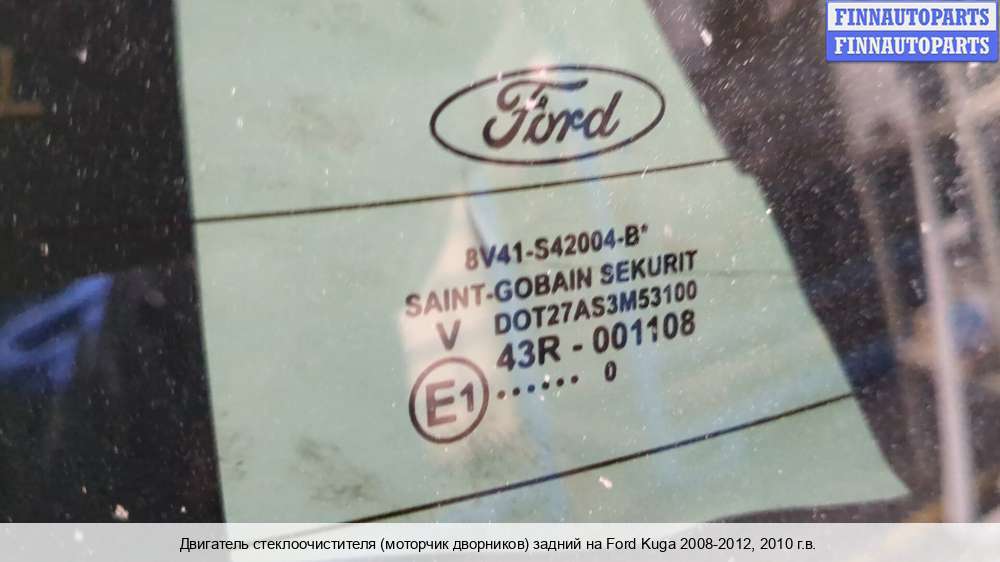 FINNAUTOPARTS
FINNAUTOPARTS
Ford
8V41-S42004-B*
SAINT-GOBAIN SEKURIT
V DOT27AS3M53100
43R - 001108
E1 ...... 0
Двигатель стеклоочистителя (моторчик дворников) задний на Ford Kuga 2008-2012, 2010 г.в.